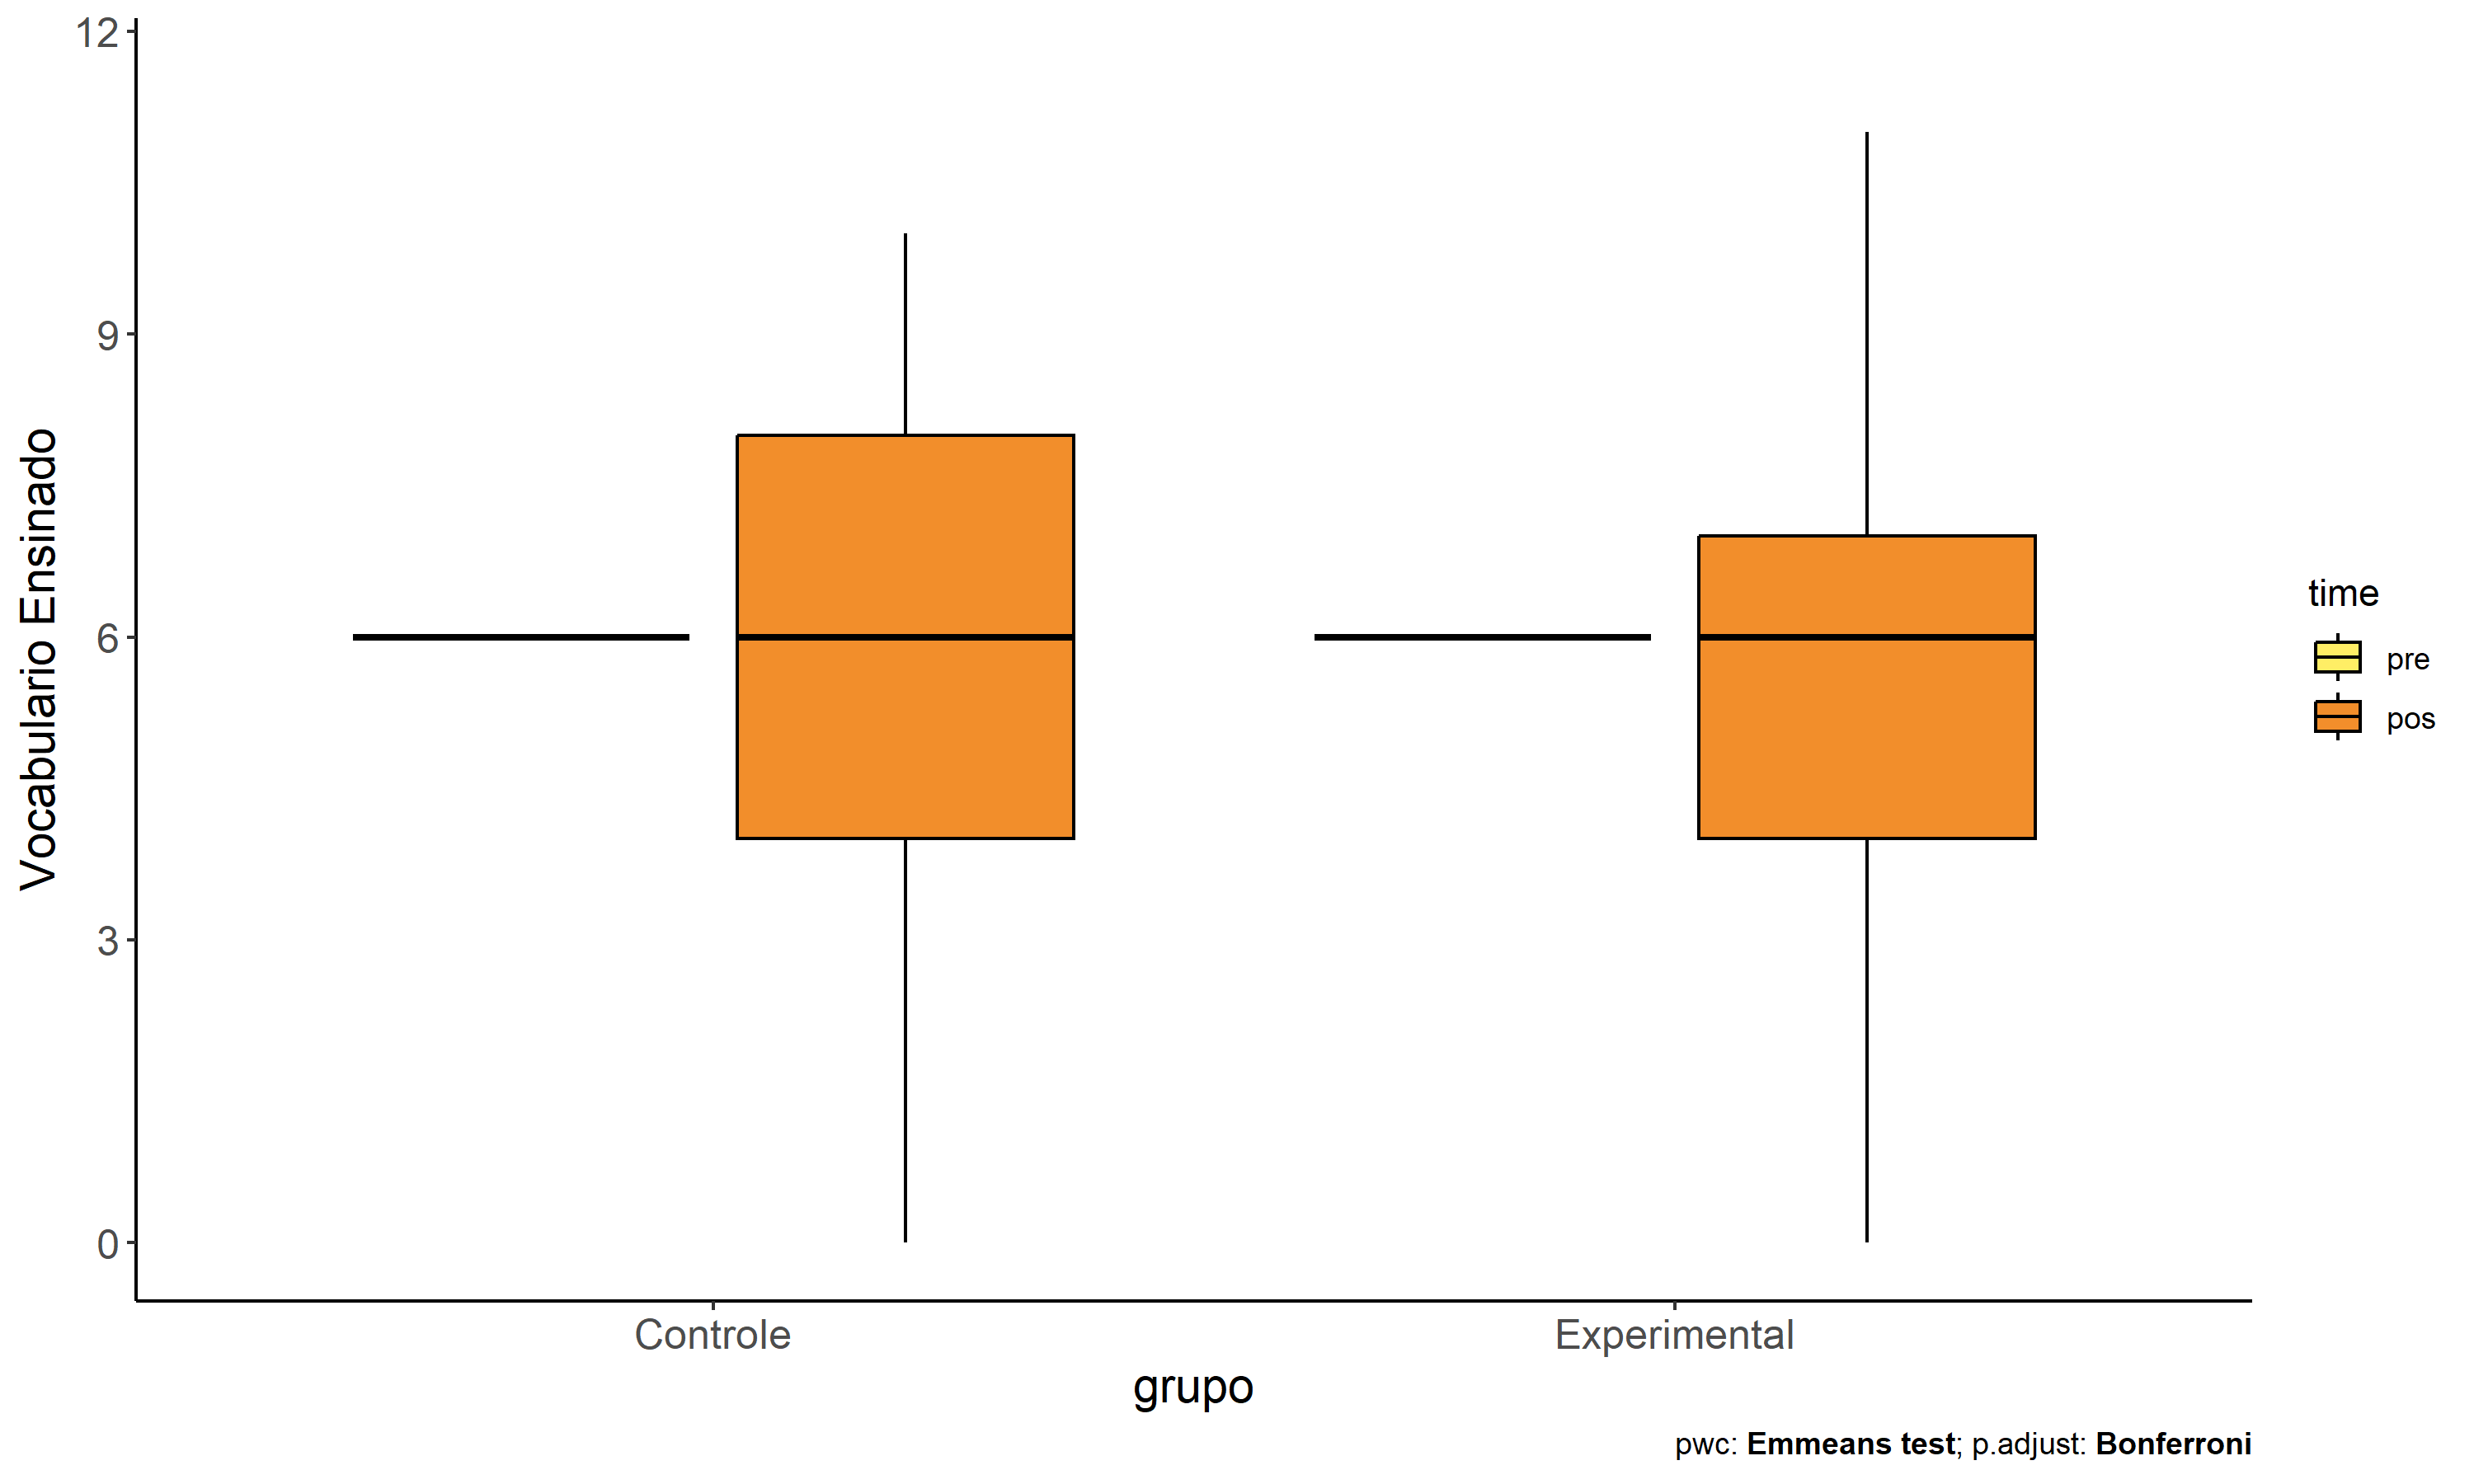 12
9
6
3
0
Vocabulario Ensinado
Controle
Experimental
grupo
time
pre
pos
pwc: Emmeans test; p.adjust: Bonferroni